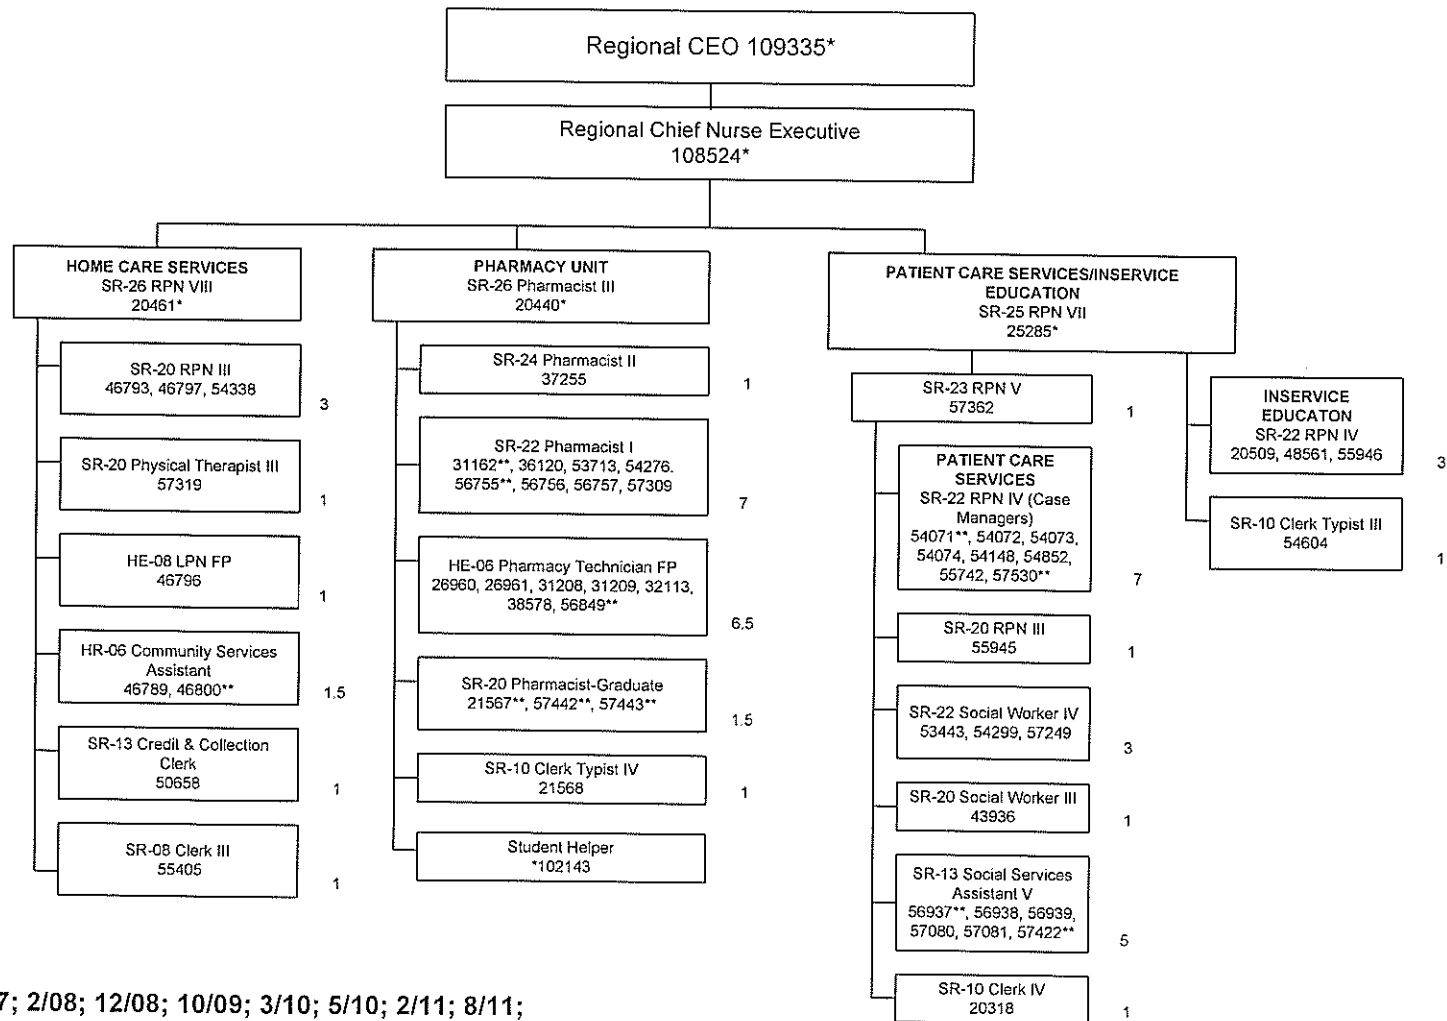 Regional CEO 109335*
Regional Chief Nurse Executive
108524*
HOME CARE SERVICES
SR-26 RPN VIII
20461*
SR-20 RPN III
46793, 46797, 54338
3
SR-20 Physical Therapist III
57319
1
HE-08 LPN FP
46796
1
HR-06 Community Services
Assistant
46789, 46800**
1.5
SR-13 Credit & Collection
Clerk
50658
1
SR-08 Clerk III
55405
1
PHARMACY UNIT
SR-26 Pharmacist III
20440*
SR-24 Pharmacist II
37255
1
SR-22 Pharmacist I
31162**, 36120, 53713, 54276.
56755**, 56756, 56757, 57309
7
HE-06 Pharmacy Technician FP
26960, 26961, 31208, 31209, 32113,
38578, 56849**
6.5
SR-20 Pharmacist-Graduate
21567**, 57442**, 57443**
1.5
SR-10 Clerk Typist IV
21568
1
Student Helper
*102143
PATIENT CARE SERVICES/INSERVICE
EDUCATION
SR-25 RPN VII
25285*
SR-23 RPN V
57362
1
PATIENT CARE
SERVICES
SR-22 RPN IV (Case
Managers)
54071**, 54072, 54073,
54074, 54148, 54852,
55742, 57530**
7
SR-20 RPN III
55945
1
SR-22 Social Worker IV
53443, 54299, 57249
3
SR-20 Social Worker III
43936
1
SR-13 Social Services
Assistant V
56937**, 56938, 56939,
57080, 57081, 57422**
5
SR-10 Clerk IV
20318
1
INSERVICE
EDUCATON
SR-22 RPN IV
20509, 48561, 55946
3
SR-10 Clerk Typist III
54604
1
7; 2/08; 12/08; 10/09; 3/10; 5/10; 2/11; 8/11;